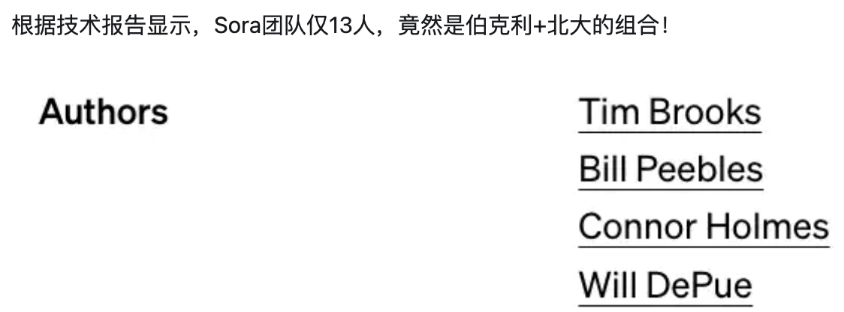 根据技术报告显示，Sora团队仅13人，竟然是伯克利+北大的组合！
Authors
Tim Brooks
Bill Peebles
Connor Holmes
Will DePue